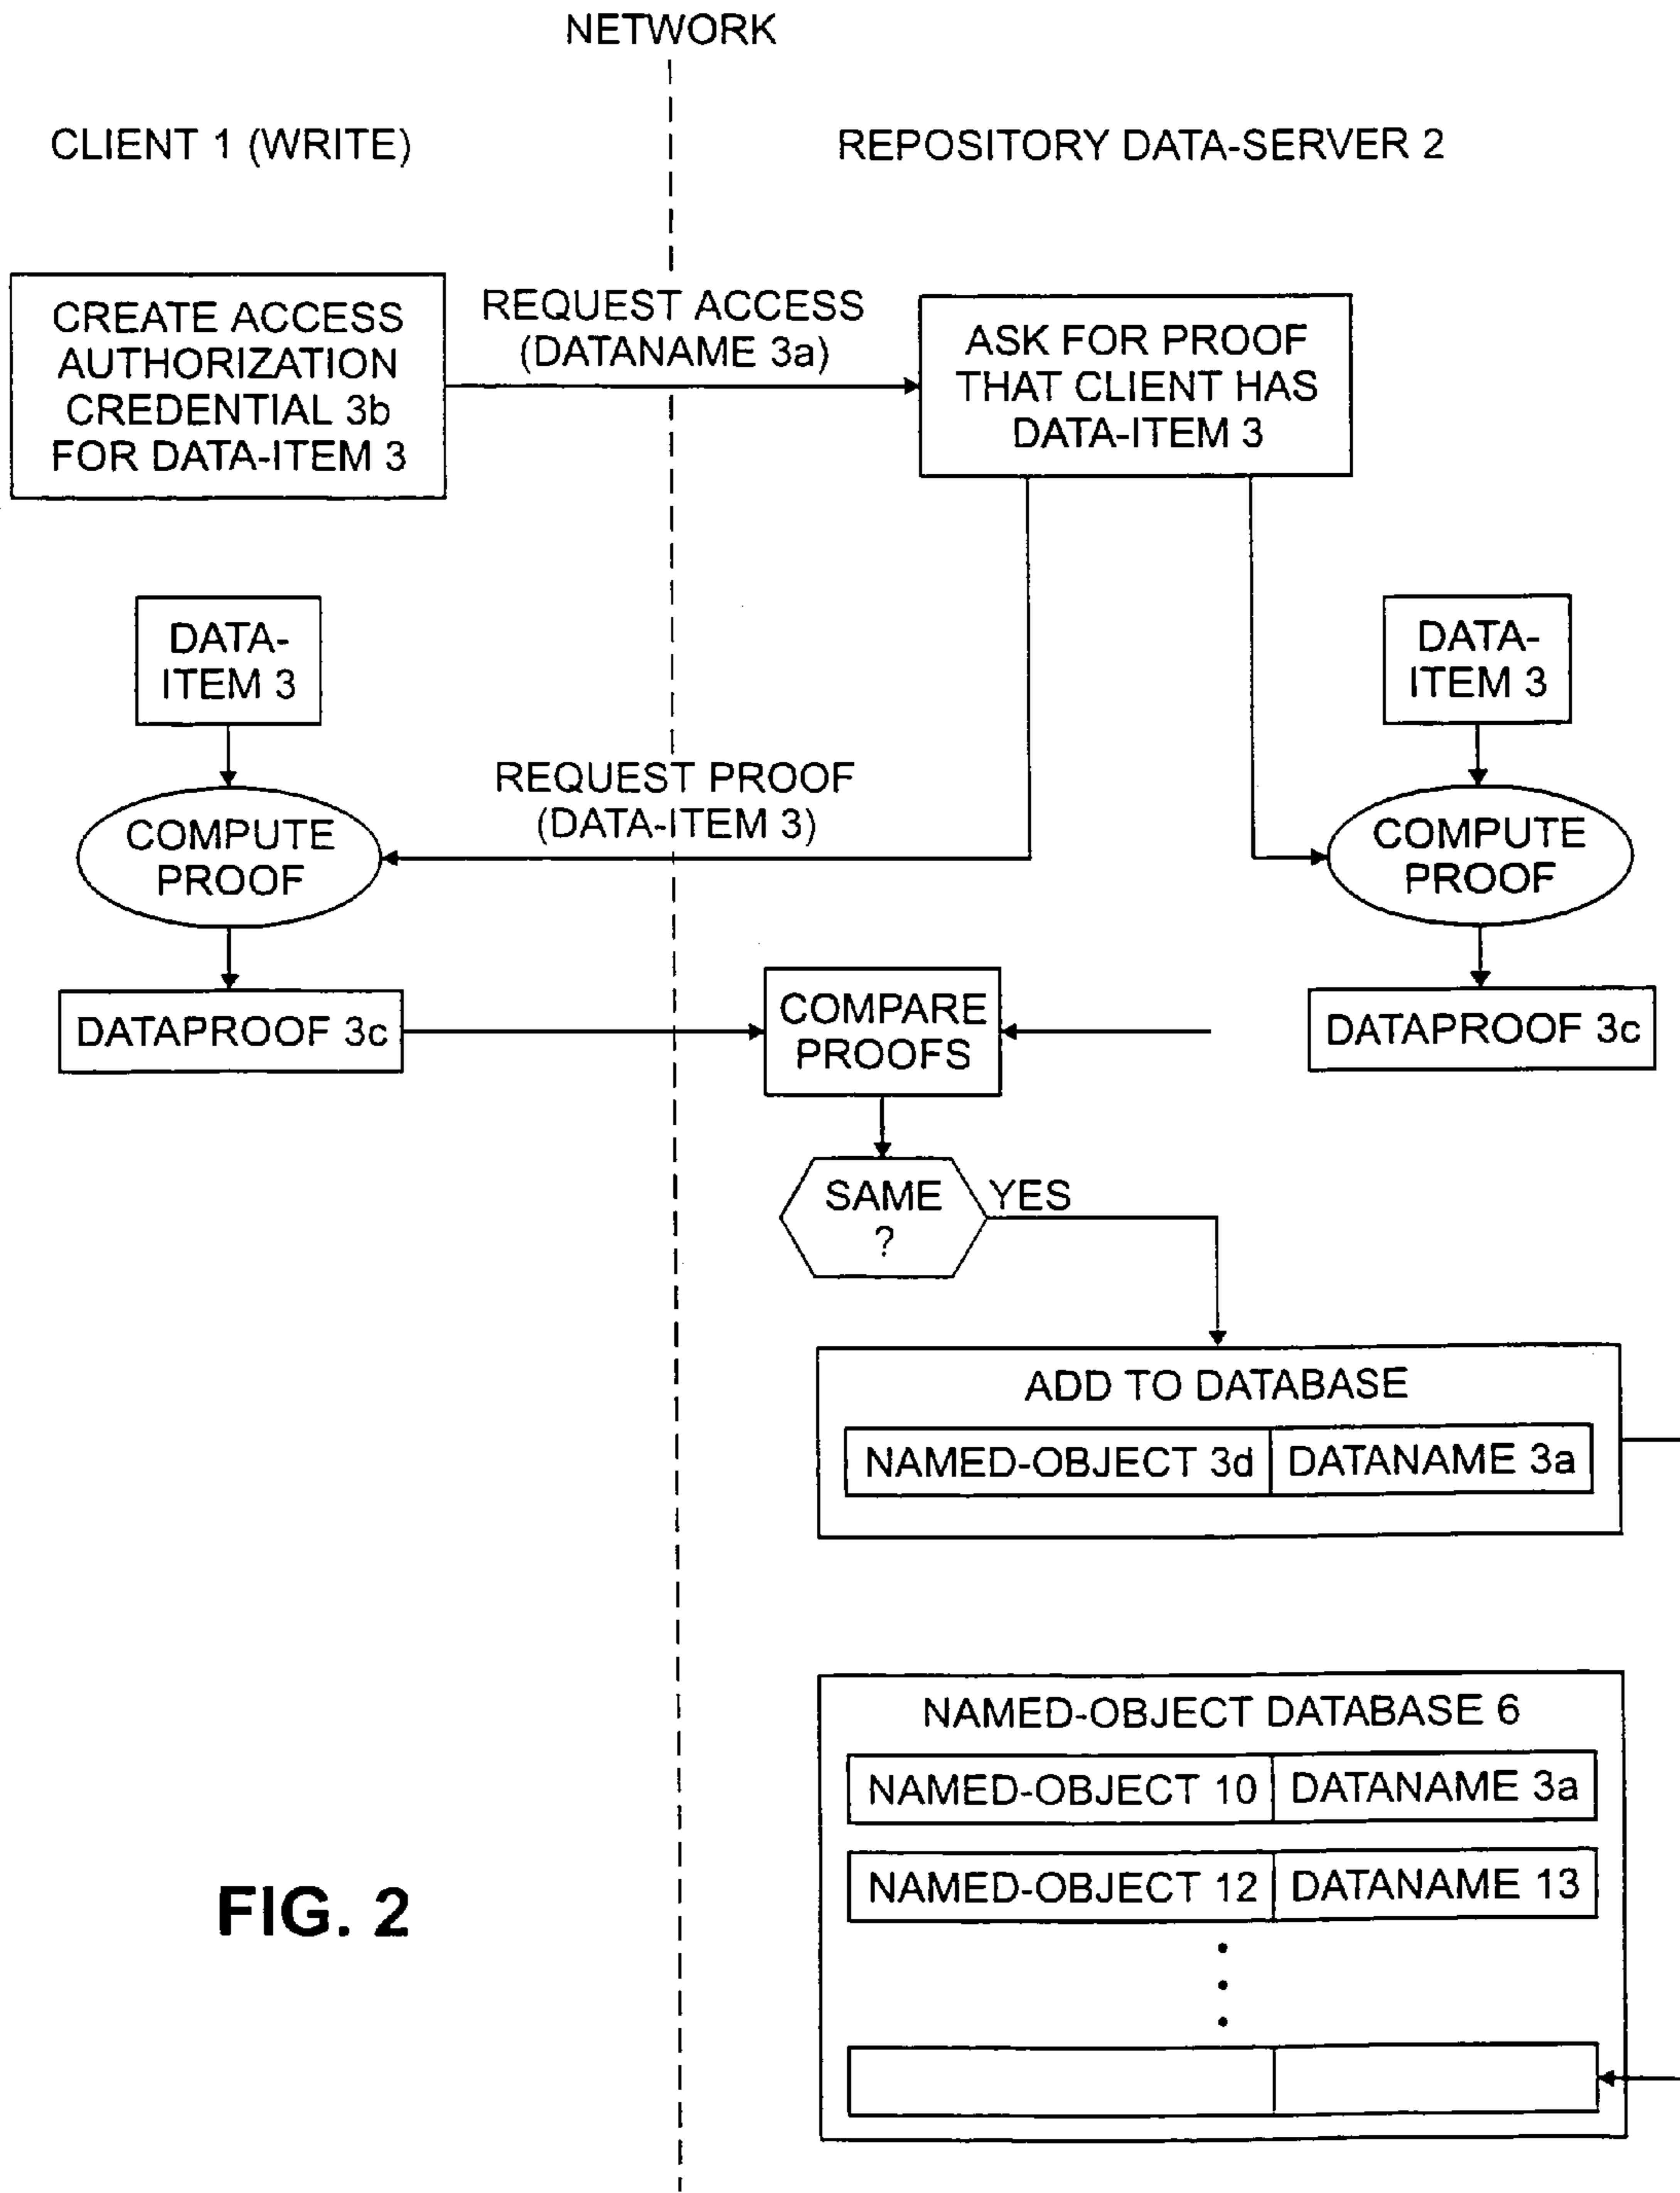 NETWORK
CLIENT 1 (WRITE)
REPOSITORY DATA-SERVER 2
CREATE ACCESS
AUTHORIZATION
CREDENTIAL 3b
FOR DATA-ITEM 3
REQUEST ACCESS
(DATANAME 3a)
ASK FOR PROOF
THAT CLIENT HAS
DATA-ITEM 3
DATA-
ITEM 3
DATA-
ITEM 3
REQUEST PROOF
(DATA-ITEM 3)
COMPUTE
PROOF
COMPUTE
PROOF
DATAPROOF 3c
COMPARE
PROOFS
DATAPROOF 3c
SAME
?
YES
ADD TO DATABASE
NAMED-OBJECT 3d
DATANAME 3a
NAMED-OBJECT DATABASE 6
NAMED-OBJECT 10
DATANAME 3a
NAMED-OBJECT 12
DATANAME 13
FIG. 2